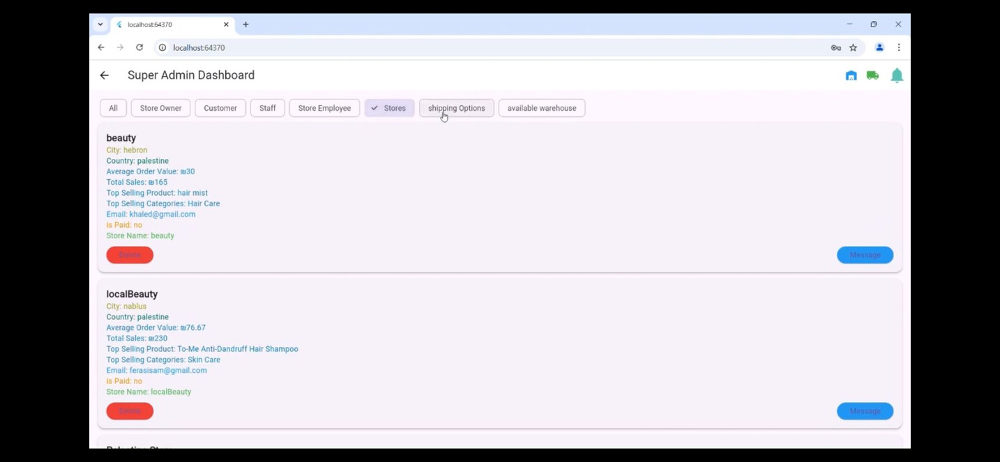 localhost:64370
localhost:64370
Super Admin Dashboard
All Store Owner Customer Staff Store Employee Stores shipping Options available warehouse
beauty
City: hebron
Country: palestine
Average Order Value: ₪30
Total Sales: ₪165
Top Selling Product: hair mist
Top Selling Categories: Hair Care
Email: khaled@gmail.com
is Paid: no
Store Name: beauty
Delete Message
localBeauty
City: nablus
Country: palestine
Average Order Value: ₪76.67
Total Sales: ₪230
Top Selling Product: To-Me Anti-Dandruff Hair Shampoo
Top Selling Categories: Skin Care
Email: ferasisam@gmail.com
is Paid: no
Store Name: localBeauty
Delete Message